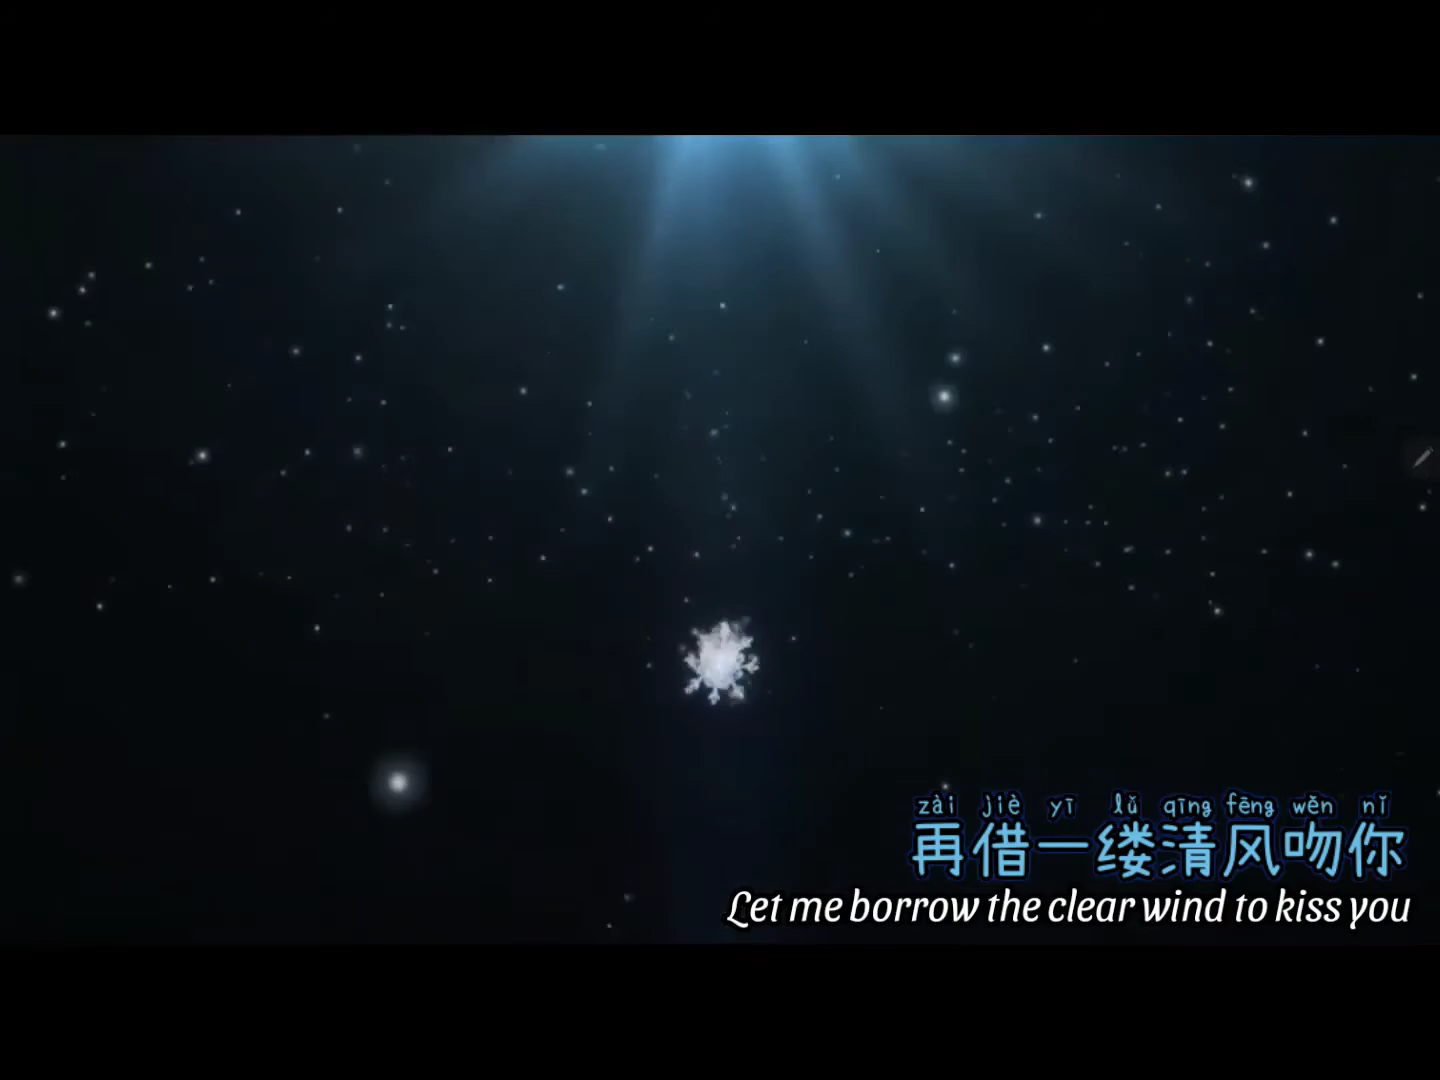 zài jiè yī lǚ qīng fēng wěn nǐ
再借一缕清风吻你
Let me borrow the clear wind to kiss you